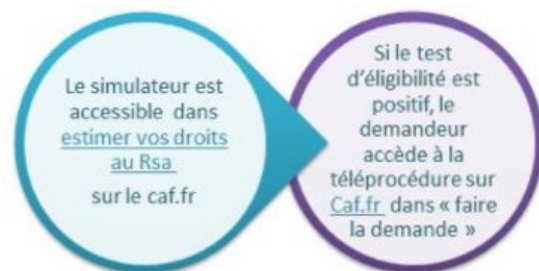 Le simulateur est
accessible dans
estimer vos droits
au Rsa
sur le caf.fr
Si le test
d'éligibilité est
positif, le
demandeur
accède à la
téléprocédure sur
Caf.fr dans « faire
la demande »